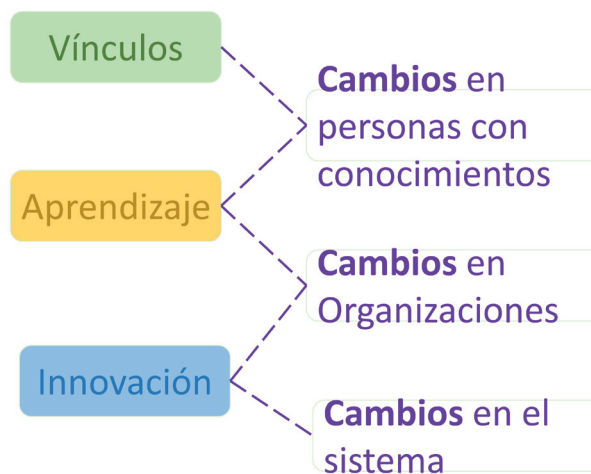 Vínculos
Cambios en
personas con
conocimientos
Aprendizaje
Cambios en
Organizaciones
Innovación
Cambios en el
sistema